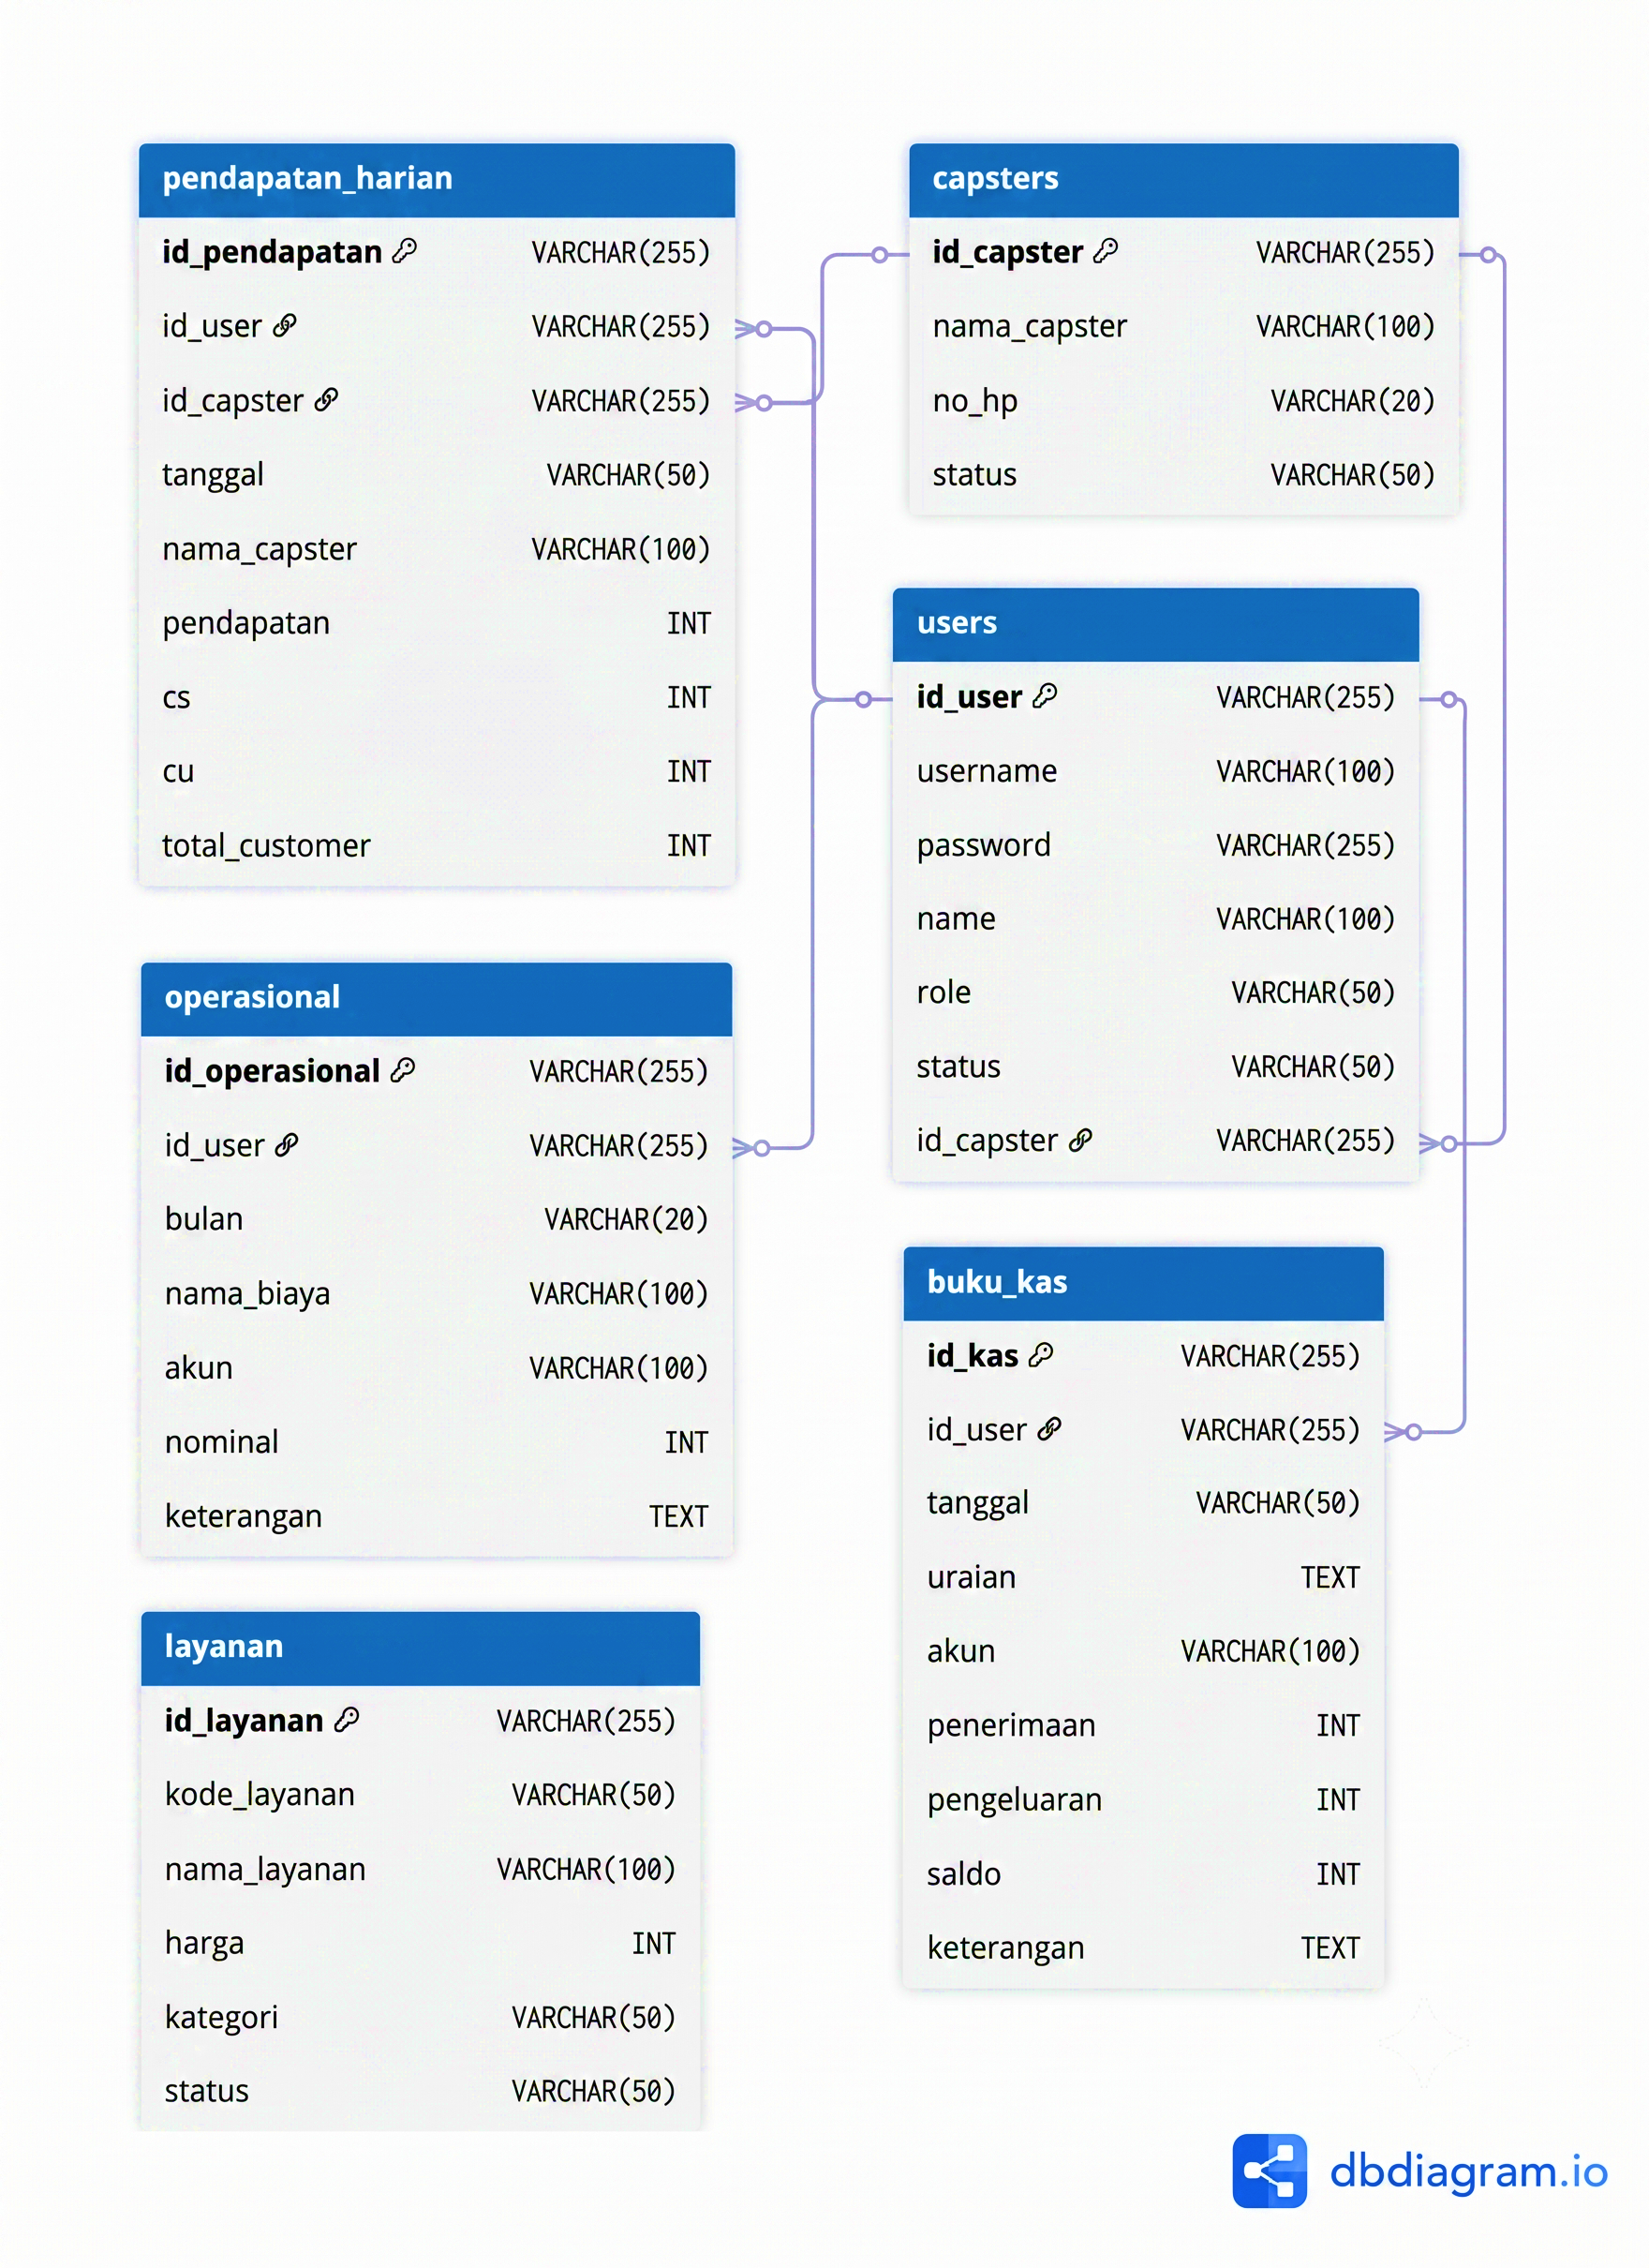 pendapatan_harian
id_pendapatan VARCHAR(255)
id_user VARCHAR(255)
id_capster VARCHAR(255)
tanggal VARCHAR(50)
nama_capster VARCHAR(100)
pendapatan INT
cs INT
cu INT
total_customer INT
capsters
id_capster VARCHAR(255)
nama_capster VARCHAR(100)
no_hp VARCHAR(20)
status VARCHAR(50)
users
id_user VARCHAR(255)
username VARCHAR(100)
password VARCHAR(255)
name VARCHAR(100)
role VARCHAR(50)
status VARCHAR(50)
id_capster VARCHAR(255)
operasional
id_operasional VARCHAR(255)
id_user VARCHAR(255)
bulan VARCHAR(20)
nama_biaya VARCHAR(100)
akun VARCHAR(100)
nominal INT
keterangan TEXT
buku_kas
id_kas VARCHAR(255)
id_user VARCHAR(255)
tanggal VARCHAR(50)
uraian TEXT
akun VARCHAR(100)
penerimaan INT
pengeluaran INT
saldo INT
keterangan TEXT
layanan
id_layanan VARCHAR(255)
kode_layanan VARCHAR(50)
nama_layanan VARCHAR(100)
harga INT
kategori VARCHAR(50)
status VARCHAR(50)
dbdiagram.io